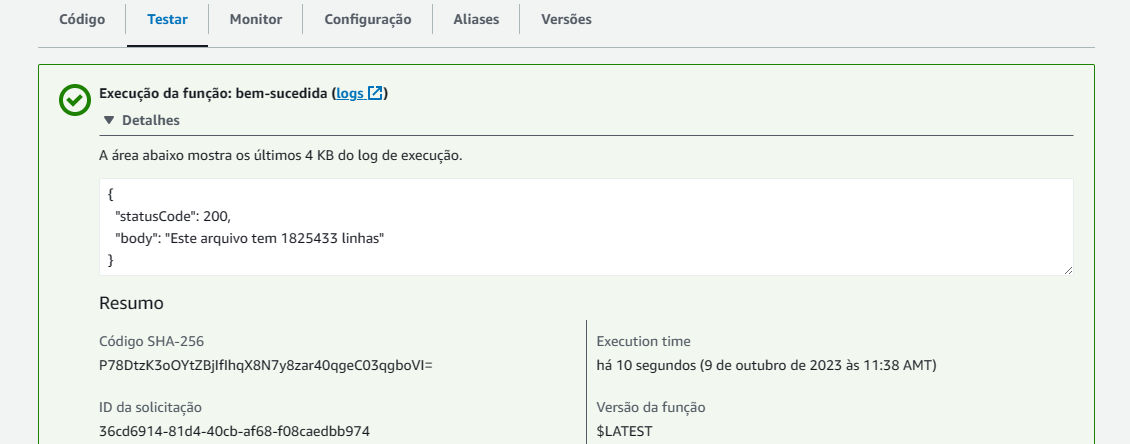 Código Testar Monitor Configuração Aliases Versões
Execução da função: bem-sucedida (logs)
▼ Detalhes
A área abaixo mostra os últimos 4 KB do log de execução.
{
"statusCode": 200,
"body": "Este arquivo tem 1825433 linhas"
}
Resumo
Código SHA-256
P78DtzK3oOYtZBjIfIhqX8N7y8zar40qgeC03qgboVI=
Execution time
há 10 segundos (9 de outubro de 2023 às 11:38 AMT)
ID da solicitação
36cd6914-81d4-40cb-af68-f08caedbb974
Versão da função
$LATEST